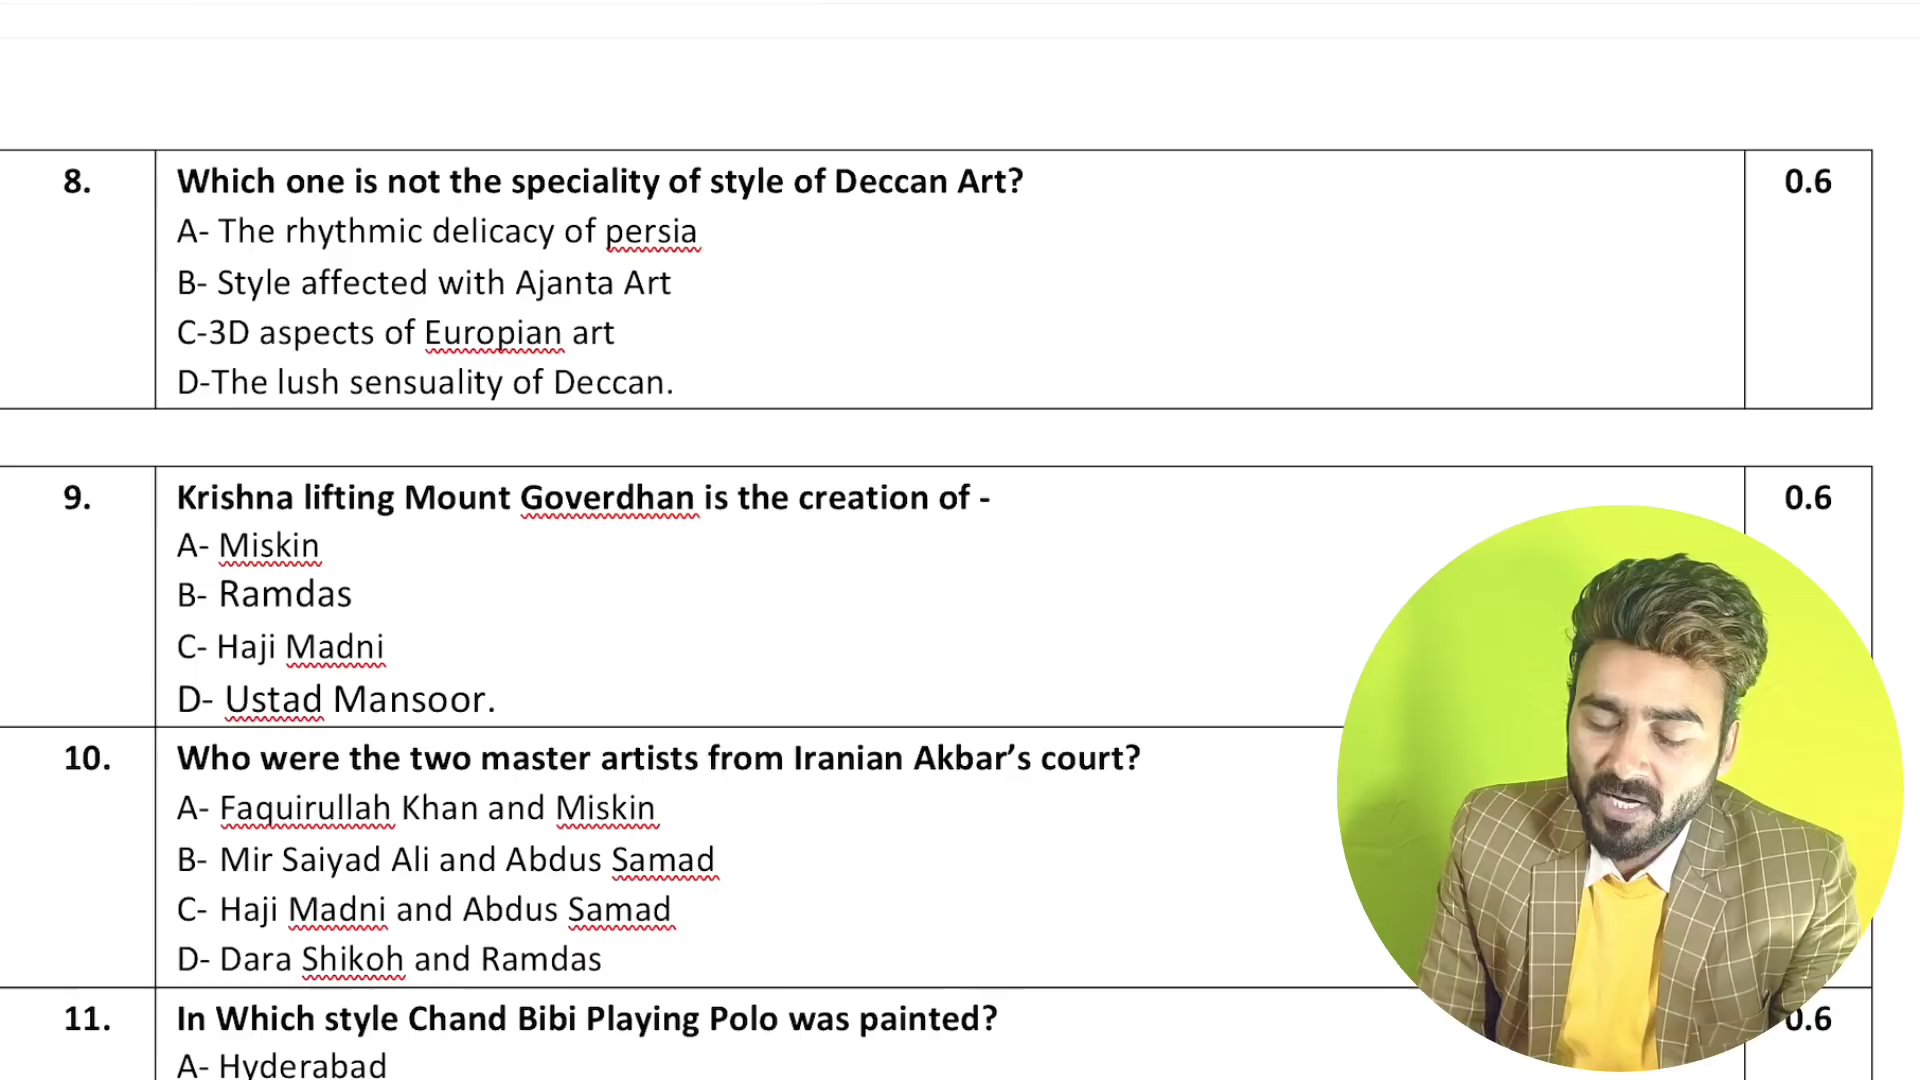 8.
Which one is not the speciality of style of Deccan Art?
0.6
A- The rhythmic delicacy of persia
B- Style affected with Ajanta Art
C-3D aspects of Europian art
D-The lush sensuality of Deccan.
9.
Krishna lifting Mount Goverdhan is the creation of -
0.6
A- Miskin
B- Ramdas
C- Haji Madni
D- Ustad Mansoor.
10.
Who were the two master artists from Iranian Akbar’s court?
A- Faquirullah Khan and Miskin
B- Mir Saiyad Ali and Abdus Samad
C- Haji Madni and Abdus Samad
D- Dara Shikoh and Ramdas
11.
In Which style Chand Bibi Playing Polo was painted?
0.6
A- Hyderabad